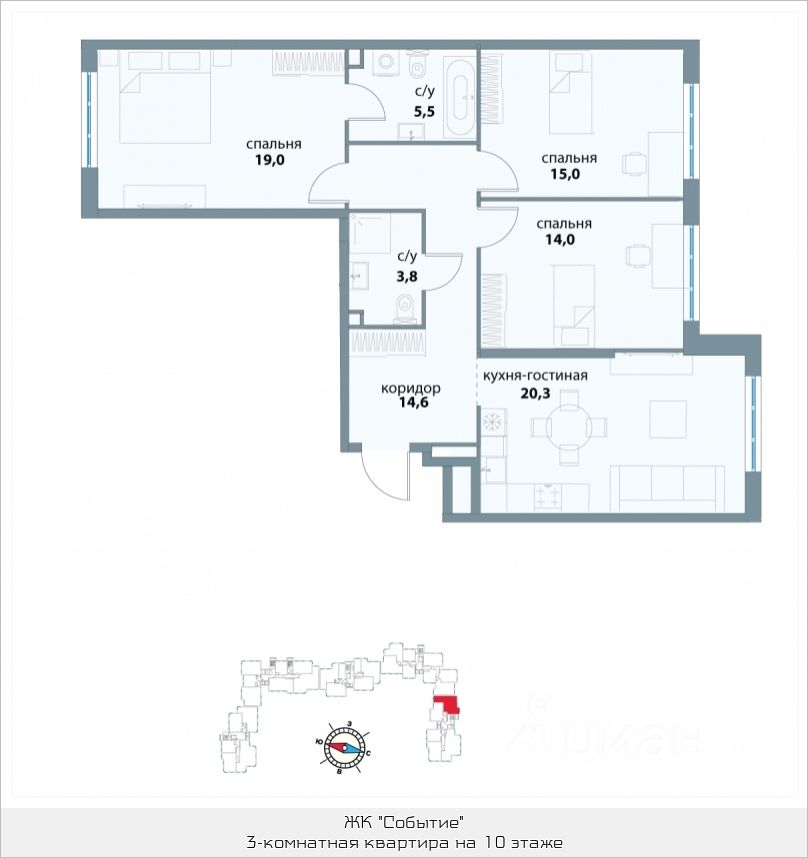 спальня
19,0
с/у
5,5
спальня
15,0
спальня
14,0
с/у
3,8
коридор
14,6
кухня-гостиная
20,3
З
Ю
С
В
циан
ЖК "Событие"
3-комнатная квартира на 10 этаже